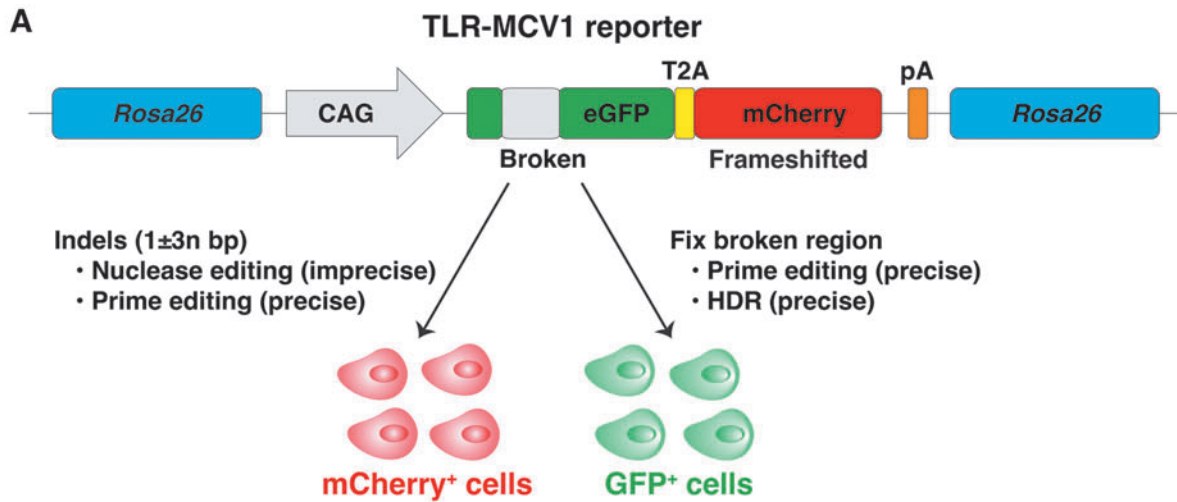 A
TLR-MCV1 reporter
T2A
pA
Rosa26
CAG
eGFP
mCherry
Rosa26
Broken
Frameshifted
Indels (1±3n bp)
• Nuclease editing (imprecise)
• Prime editing (precise)
Fix broken region
• Prime editing (precise)
• HDR (precise)
mCherry⁺ cells
GFP⁺ cells